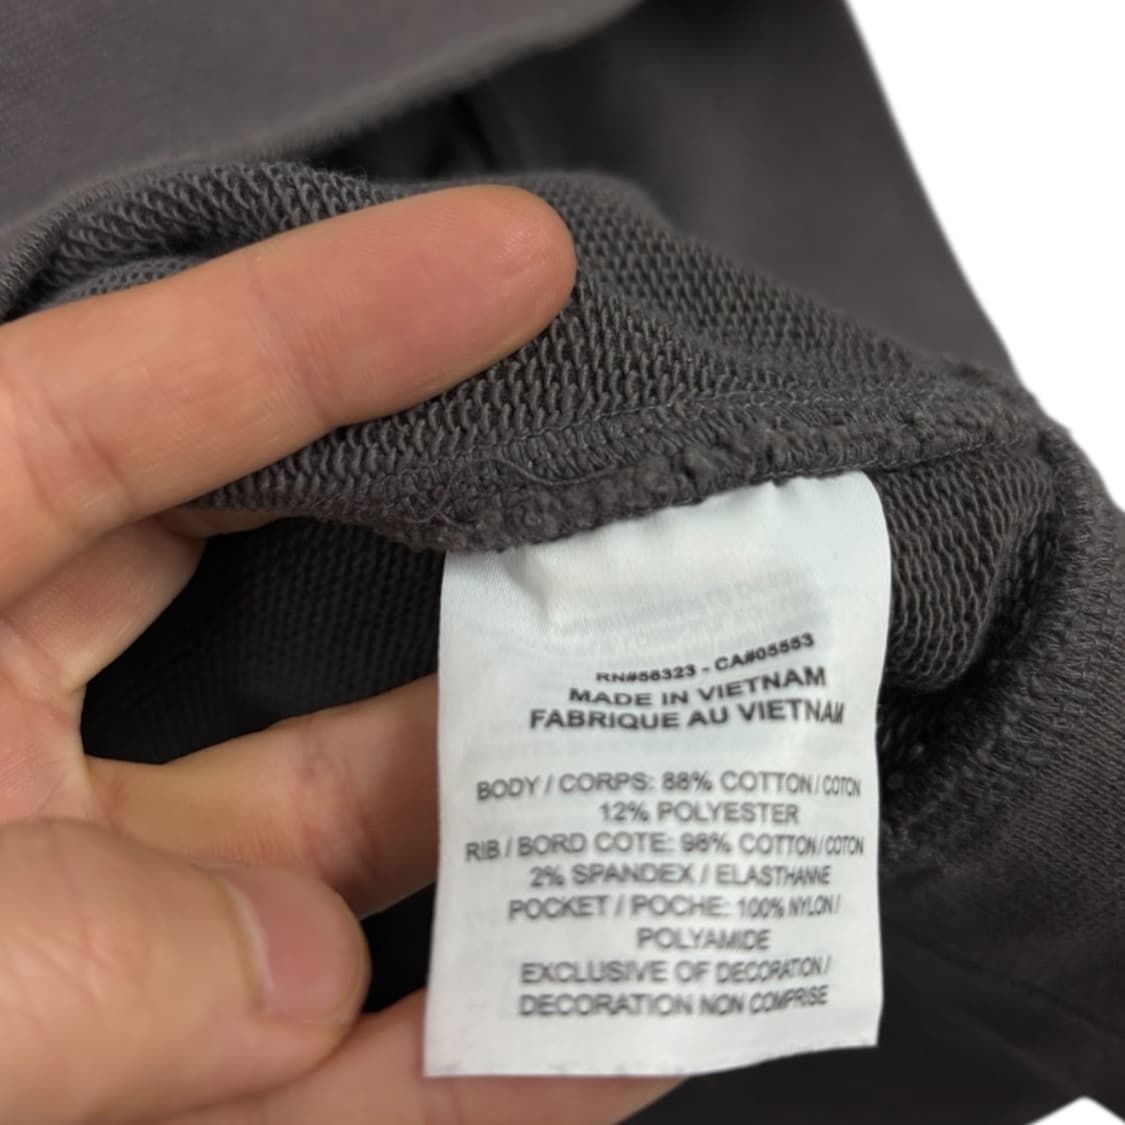 RN#56323 - CA#05553
MADE IN VIETNAM
FABRIQUE AU VIETNAM
BODY / CORPS: 88% COTTON / COTON
12% POLYESTER
RIB / BORD COTE: 98% COTTON / COTON
2% SPANDEX / ELASTHANNE
POCKET / POCHE: 100% NYLON /
POLYAMIDE
EXCLUSIVE OF DECORATION /
DECORATION NON COMPRISE